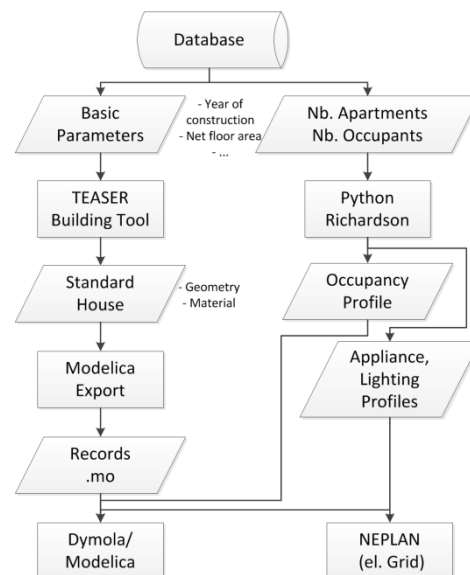 Database
Basic
Parameters
- Year of
construction
- Net floor area
- ...
Nb. Apartments
Nb. Occupants
TEASER
Building Tool
Python
Richardson
Standard
House
- Geometry
- Material
Occupancy
Profile
Modelica
Export
Appliance,
Lighting
Profiles
Records
.mo
Dymola/
Modelica
NEPLAN
(el. Grid)